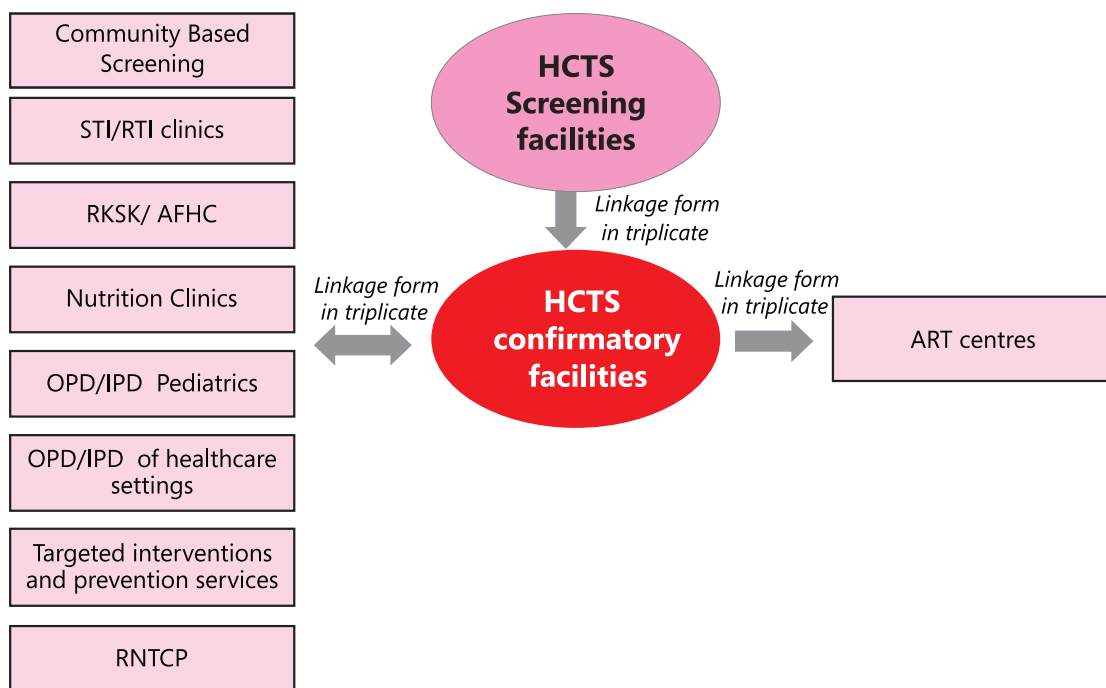 Community Based
Screening
STI/RTI clinics
RKSK/ AFHC
Nutrition Clinics
OPD/IPD Pediatrics
OPD/IPD of healthcare
settings
Targeted interventions
and prevention services
RNTCP
HCTS
Screening
facilities
Linkage form
in triplicate
Linkage form
in triplicate
HCTS
confirmatory
facilities
Linkage form
in triplicate
ART centres